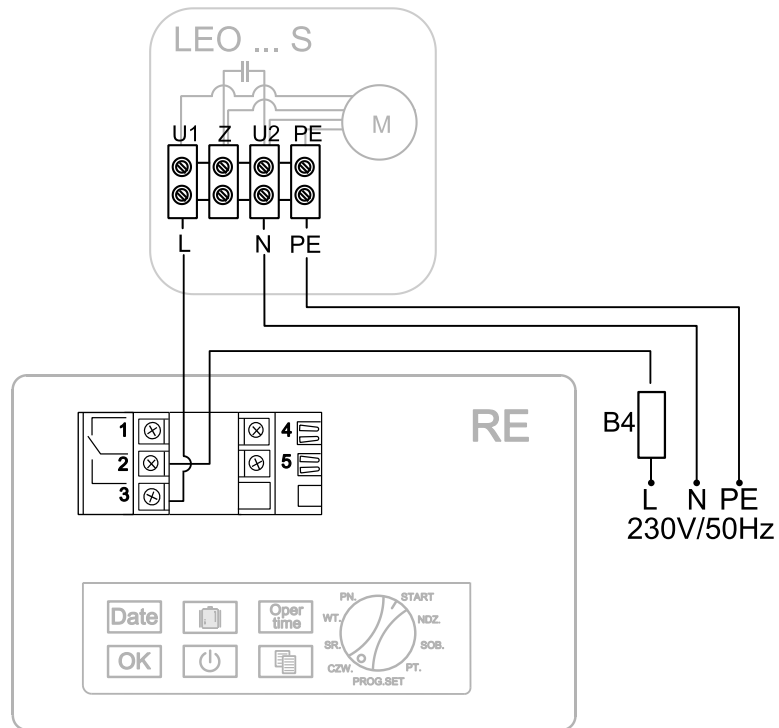 LEO ... S
M
U1 Z U2 PE
L N PE
RE
1
2
3
4
5
B4
L N PE
230V/50Hz
Date
Oper
time
OK
PN.
START
WT.
NDZ.
SR.
SOB.
CZW.
PT.
PROG.SET